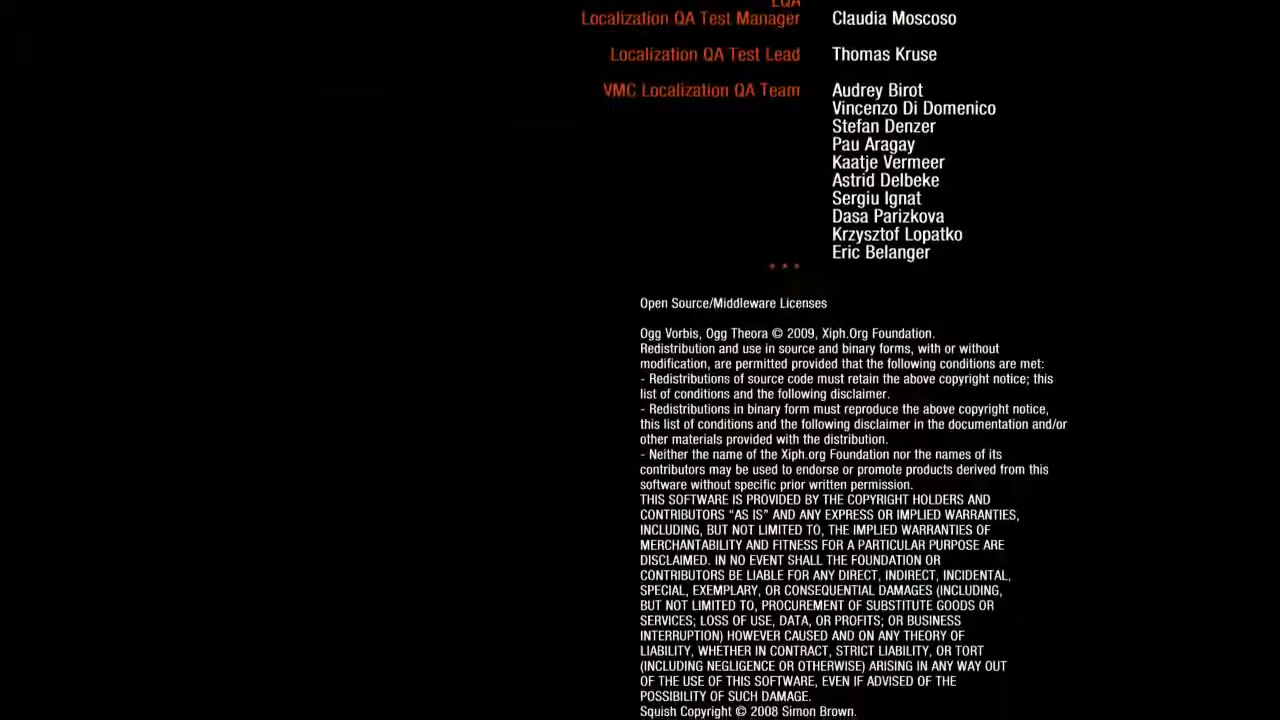 LQA
Localization QA Test Manager Claudia Moscoso
Localization QA Test Lead Thomas Kruse
VMC Localization QA Team Audrey Birot
Vincenzo Di Domenico
Stefan Denzer
Pau Aragay
Kaatje Vermeer
Astrid Delbeke
Sergiu Ignat
Dasa Parizkova
Krzysztof Lopatko
Eric Belanger
* * *
Open Source/Middleware Licenses
Ogg Vorbis, Ogg Theora © 2009, Xiph.Org Foundation.
Redistribution and use in source and binary forms, with or without
modification, are permitted provided that the following conditions are met:
- Redistributions of source code must retain the above copyright notice; this
list of conditions and the following disclaimer.
- Redistributions in binary form must reproduce the above copyright notice,
this list of conditions and the following disclaimer in the documentation and/or
other materials provided with the distribution.
- Neither the name of the Xiph.org Foundation nor the names of its
contributors may be used to endorse or promote products derived from this
software without specific prior written permission.
THIS SOFTWARE IS PROVIDED BY THE COPYRIGHT HOLDERS AND
CONTRIBUTORS “AS IS” AND ANY EXPRESS OR IMPLIED WARRANTIES,
INCLUDING, BUT NOT LIMITED TO, THE IMPLIED WARRANTIES OF
MERCHANTABILITY AND FITNESS FOR A PARTICULAR PURPOSE ARE
DISCLAIMED. IN NO EVENT SHALL THE FOUNDATION OR
CONTRIBUTORS BE LIABLE FOR ANY DIRECT, INDIRECT, INCIDENTAL,
SPECIAL, EXEMPLARY, OR CONSEQUENTIAL DAMAGES (INCLUDING,
BUT NOT LIMITED TO, PROCUREMENT OF SUBSTITUTE GOODS OR
SERVICES; LOSS OF USE, DATA, OR PROFITS; OR BUSINESS
INTERRUPTION) HOWEVER CAUSED AND ON ANY THEORY OF
LIABILITY, WHETHER IN CONTRACT, STRICT LIABILITY, OR TORT
(INCLUDING NEGLIGENCE OR OTHERWISE) ARISING IN ANY WAY OUT
OF THE USE OF THIS SOFTWARE, EVEN IF ADVISED OF THE
POSSIBILITY OF SUCH DAMAGE.
Squish Copyright © 2008 Simon Brown.